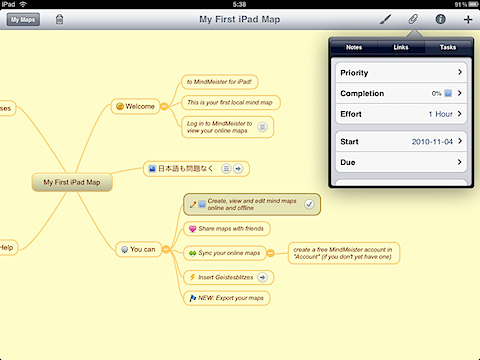 iPad
5:38
91%
My Maps
My First iPad Map
Notes
Links
Tasks
Priority
Completion
0%
Effort
1 Hour
Start
2010-11-04
Due
to MindMeister for iPad!
Welcome
This is your first local mind map
Log in to MindMeister to
view your online maps
日本語も問題なく
My First iPad Map
Create, view and edit mind maps
online and offline
Share maps with friends
You can
Sync your online maps
create a free MindMeister account in
"Account" (if you don't yet have one)
Insert Geistesblitzes
NEW: Export your maps
ses
Help